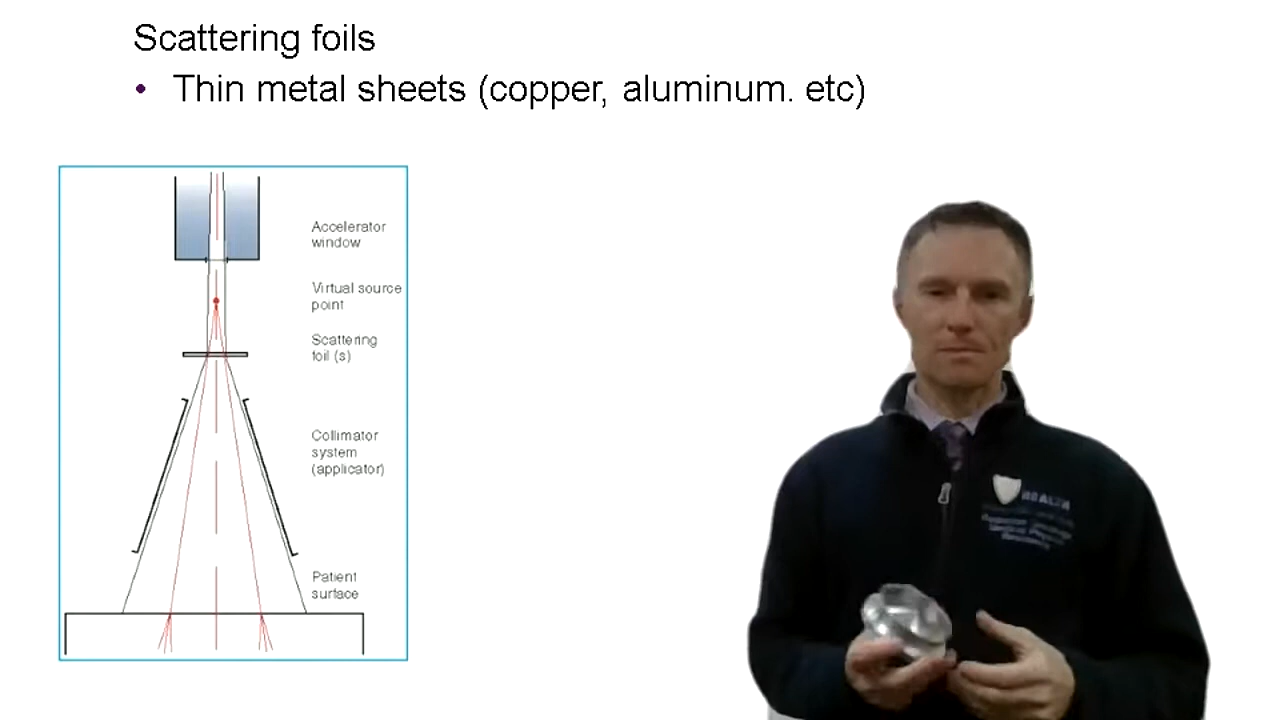 Scattering foils
• Thin metal sheets (copper, aluminum. etc)
Accelerator
window
Virtual source
point
Scattering
foil (s)
Collimator
system
(applicator)
Patient
surface
HEALTH